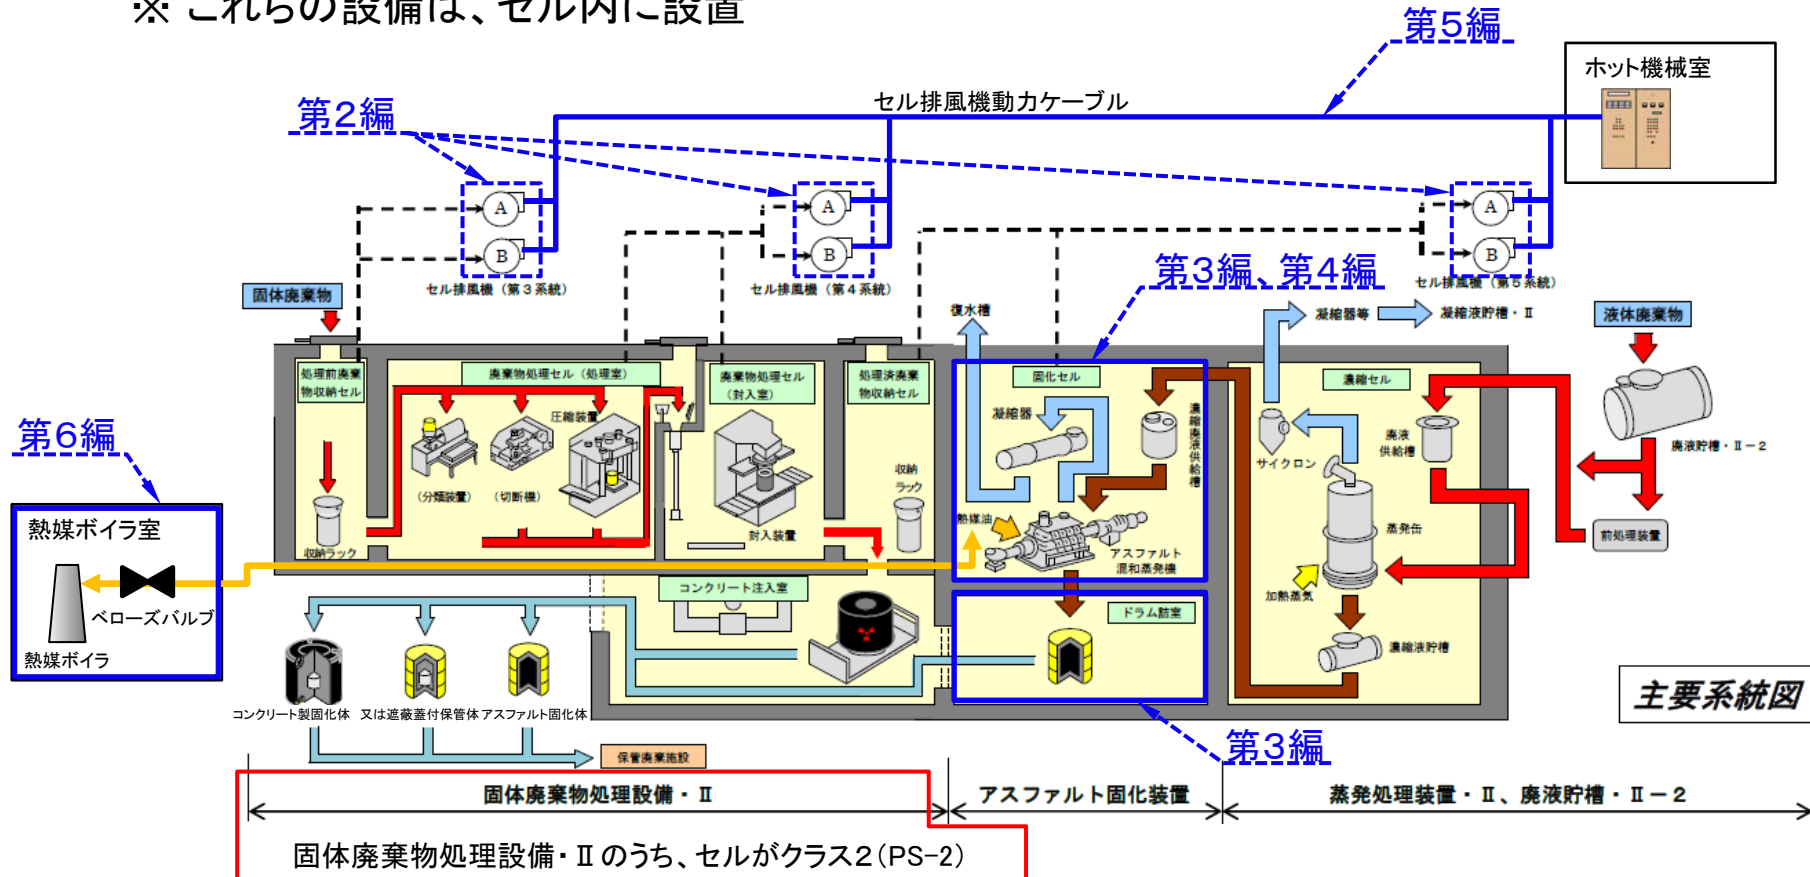 ※ これらの設備は、セル内に設置
第5編
ホット機械室
セル排風機動力ケーブル
第2編
A
B
セル排風機（第３系統）
A
B
セル排風機（第４系統）
A
B
セル排風機（第５系統）
第3編、第4編
固体廃棄物
復水槽
凝縮器等
凝縮液貯槽・Ⅱ
液体廃棄物
処理前廃棄
物収納セル
廃棄物処理セル（処理室）
廃棄物処理セル
（封入室）
処理済廃棄
物収納セル
固化セル
濃縮セル
圧縮装置
凝縮器
濃縮廃液供給槽
廃液
供給槽
サイクロン
廃液貯槽・Ⅱ－２
第6編
（分類装置）
（切断機）
収納
ラック
熱媒ボイラ室
収納ラック
封入装置
熱媒油
アスファルト
混和蒸発機
蒸発缶
前処理装置
ベローズバルブ
熱媒ボイラ
コンクリート注入室
ドラム詰室
加熱蒸気
濃縮液貯槽
コンクリート製固化体
又は遮蔽蓋付保管体
アスファルト固化体
主要系統図
保管廃棄施設
第3編
固体廃棄物処理設備・Ⅱ
アスファルト固化装置
蒸発処理装置・Ⅱ、廃液貯槽・Ⅱ－２
固体廃棄物処理設備・Ⅱのうち、セルがクラス2(PS-2)